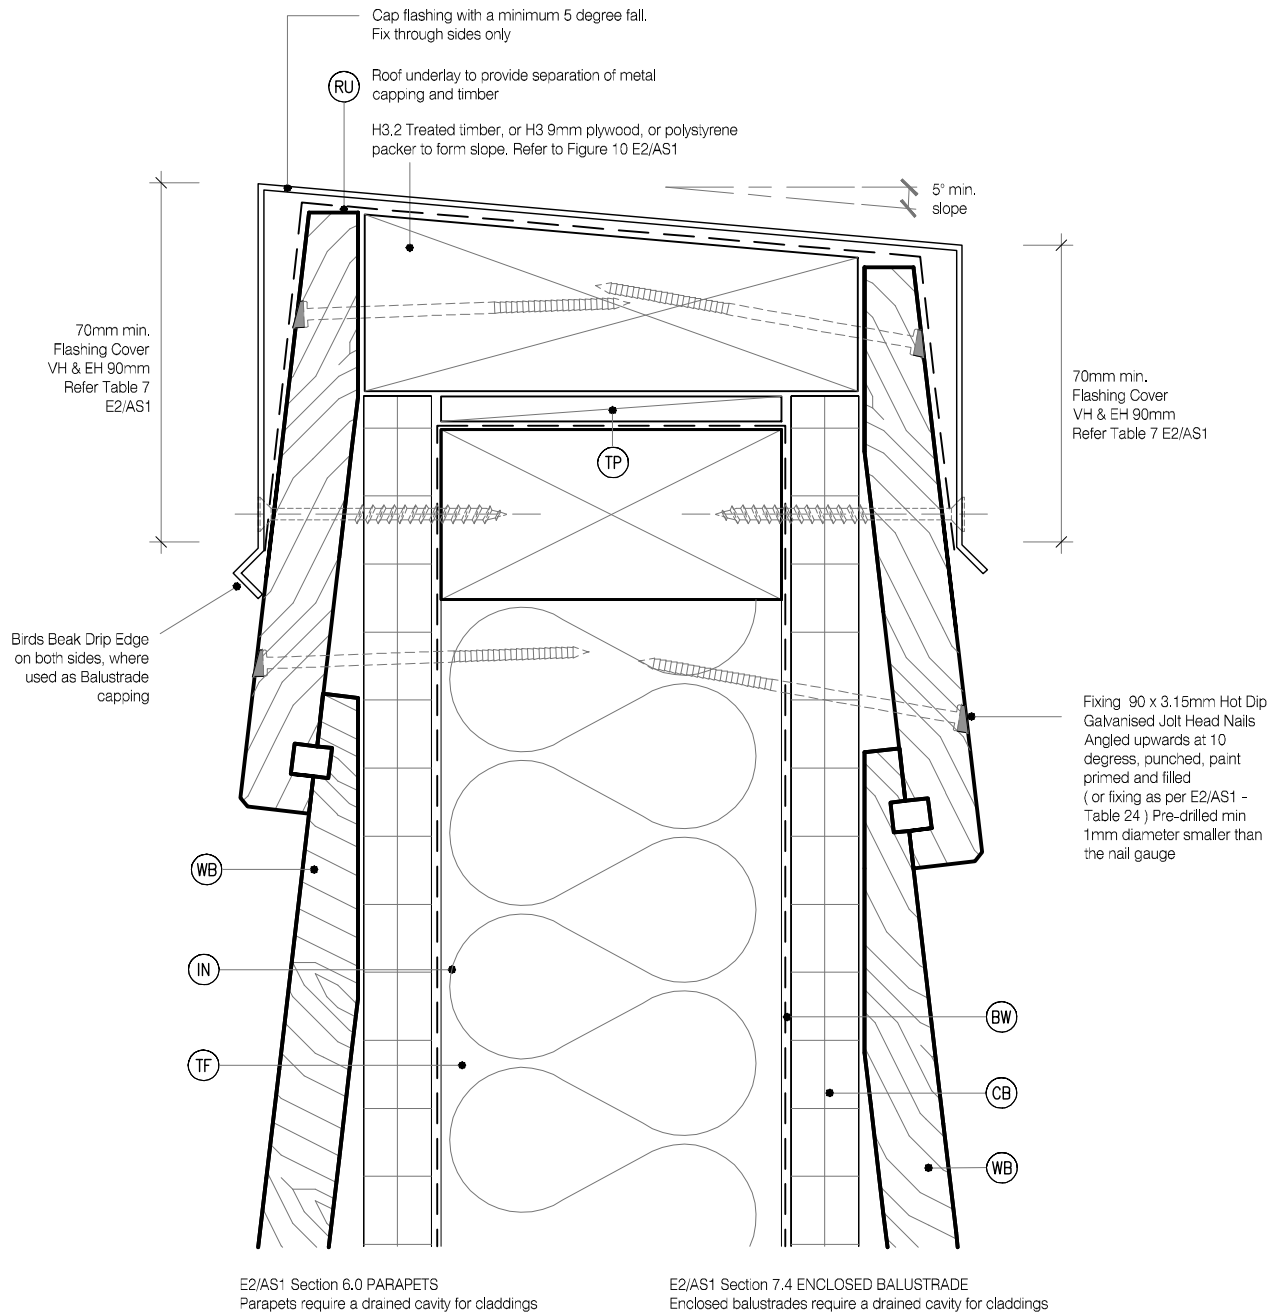 Cap flashing with a minimum 5 degree fall.
Fix through sides only
RU
Roof underlay to provide separation of metal
capping and timber
H3.2 Treated timber, or H3 9mm plywood, or polystyrene
packer to form slope. Refer to Figure 10 E2/AS1
5° min.
slope
70mm min.
Flashing Cover
VH & EH 90mm
Refer Table 7
E2/AS1
70mm min.
Flashing Cover
VH & EH 90mm
Refer Table 7 E2/AS1
TP
Birds Beak Drip Edge
on both sides, where
used as Balustrade
capping
Fixing 90 x 3.15mm Hot Dip
Galvanised Jolt Head Nails
Angled upwards at 10
degress, punched, paint
primed and filled
( or fixing as per E2/AS1 -
Table 24 ) Pre-drilled min
1mm diameter smaller than
the nail gauge
WB
IN
BW
TF
CB
WB
E2/AS1 Section 6.0 PARAPETS
Parapets require a drained cavity for claddings
E2/AS1 Section 7.4 ENCLOSED BALUSTRADE
Enclosed balustrades require a drained cavity for claddings